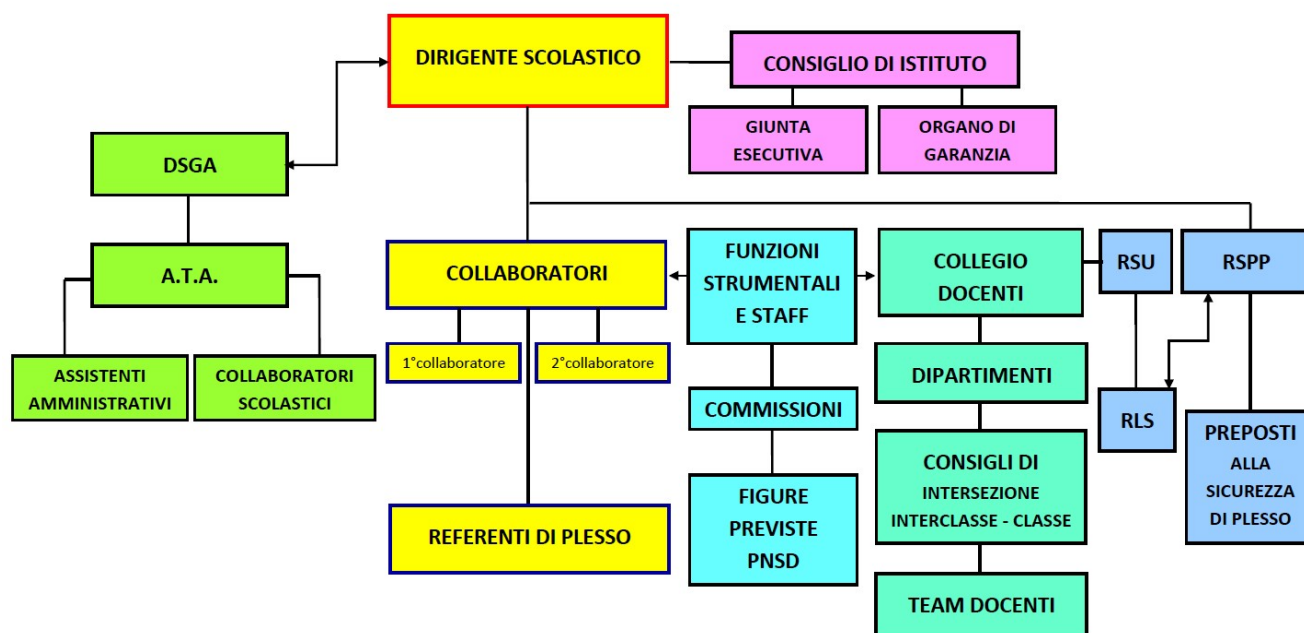 DIRIGENTE SCOLASTICO
CONSIGLIO DI ISTITUTO
GIUNTA
ESECUTIVA
ORGANO DI
GARANZIA
DSGA
A.T.A.
ASSISTENTI
AMMINISTRATIVI
COLLABORATORI
SCOLASTICI
COLLABORATORI
1°collaboratore
2°collaboratore
REFERENTI DI PLESSO
FUNZIONI
STRUMENTALI
E STAFF
COMMISSIONI
FIGURE
PREVISTE
PNSD
COLLEGIO
DOCENTI
DIPARTIMENTI
CONSIGLI DI
INTERSEZIONE
INTERCLASSE - CLASSE
TEAM DOCENTI
RSU
RLS
RSPP
PREPOSTI
ALLA
SICUREZZA
DI PLESSO